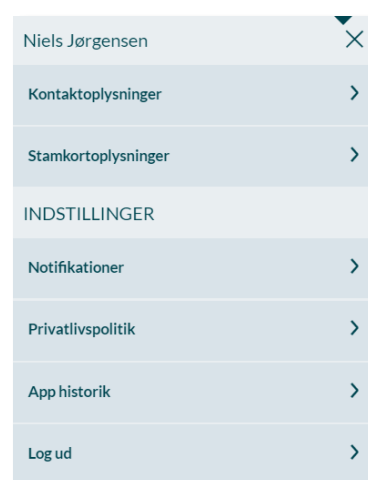 Niels Jørgensen
Kontaktoplysninger
Stamkortoplysninger
INDSTILLINGER
Notifikationer
Privatlivspolitik
App historik
Log ud